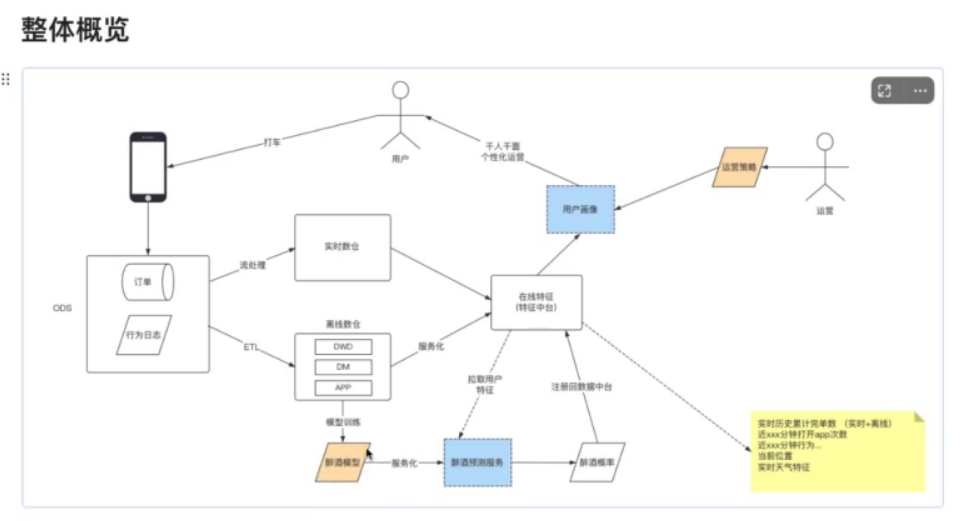 整体概览
打车
用户
千人千面
个性化运营
运营策略
运营
用户画像
实时数仓
流处理
订单
ODS
行为日志
ETL
离线数仓
DWD
DM
APP
服务化
在线特征
（特征中台）
拉取用户
特征
注册回数据中台
模型训练
醉酒模型
服务化
醉酒预测服务
醉酒概率
实时历史累计完单数 （实时+离线）
近xxx分钟打开app次数
近xxx分钟行为...
当前位置
实时天气特征